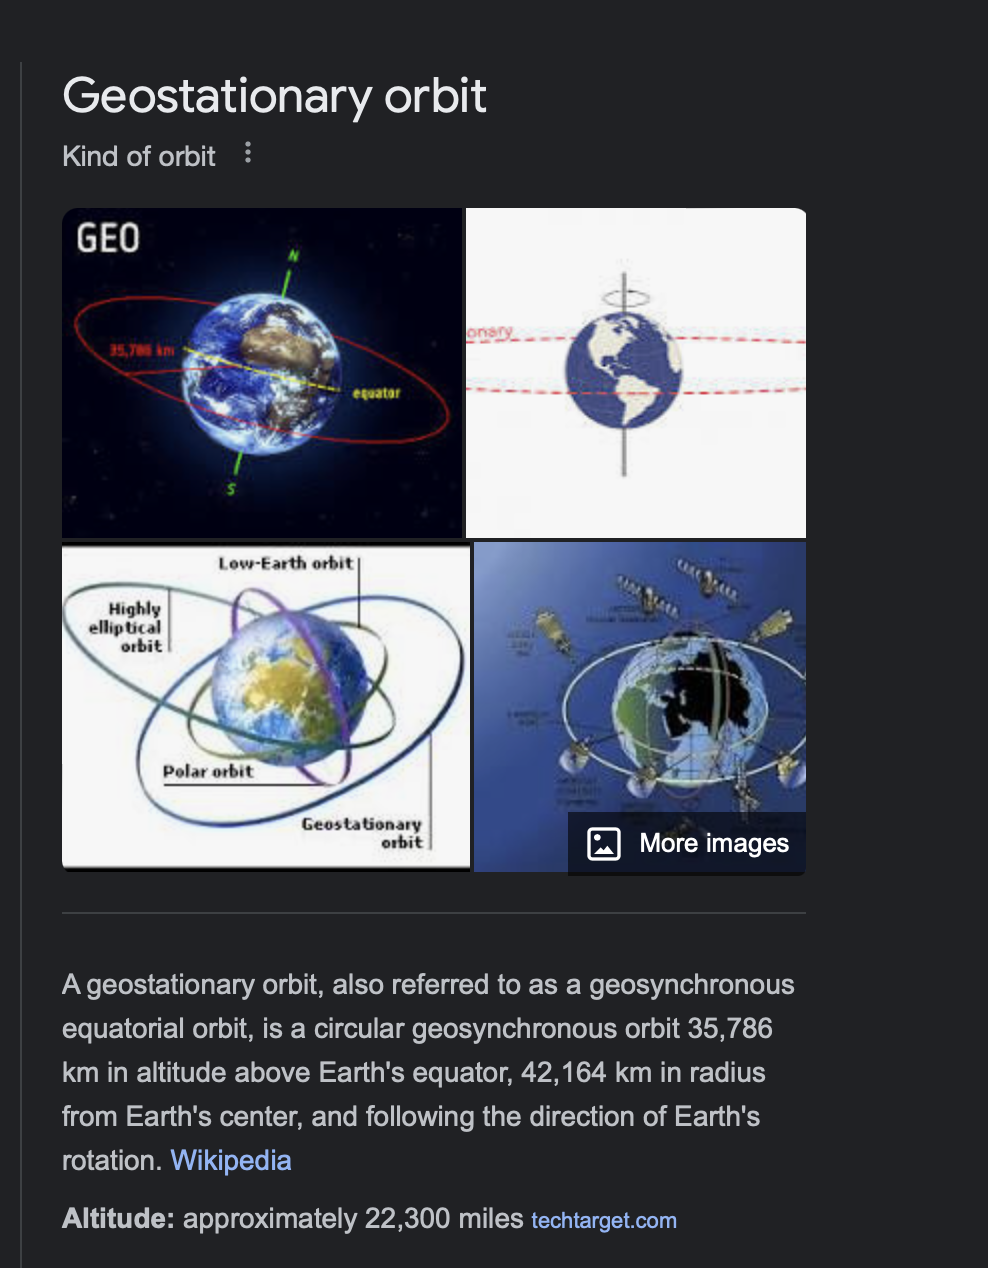 Geostationary orbit
Kind of orbit
GEO
N
35,786 km
equator
S
onary
Low-Earth orbit
Highly
elliptical
orbit
Polar orbit
Geostationary
orbit
More images
A geostationary orbit, also referred to as a geosynchronous
equatorial orbit, is a circular geosynchronous orbit 35,786
km in altitude above Earth's equator, 42,164 km in radius
from Earth's center, and following the direction of Earth's
rotation. Wikipedia
Altitude: approximately 22,300 miles techtarget.com